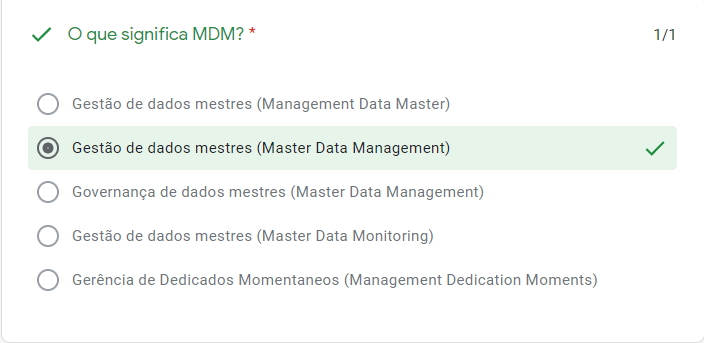 O que significa MDM? *
1/1
Gestão de dados mestres (Management Data Master)
Gestão de dados mestres (Master Data Management)
Governança de dados mestres (Master Data Management)
Gestão de dados mestres (Master Data Monitoring)
Gerência de Dedicados Momentaneos (Management Dedication Moments)